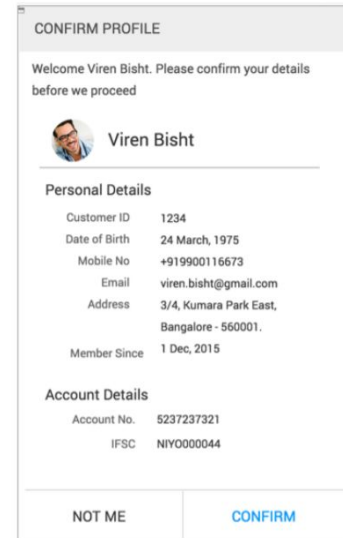 CONFIRM PROFILE
Welcome Viren Bisht. Please confirm your details
before we proceed
Viren Bisht
Personal Details
Customer ID 1234
Date of Birth 24 March, 1975
Mobile No +919900116673
Email viren.bisht@gmail.com
Address 3/4, Kumara Park East,
Bangalore - 560001.
Member Since 1 Dec, 2015
Account Details
Account No. 5237237321
IFSC NIYO000044
NOT ME CONFIRM